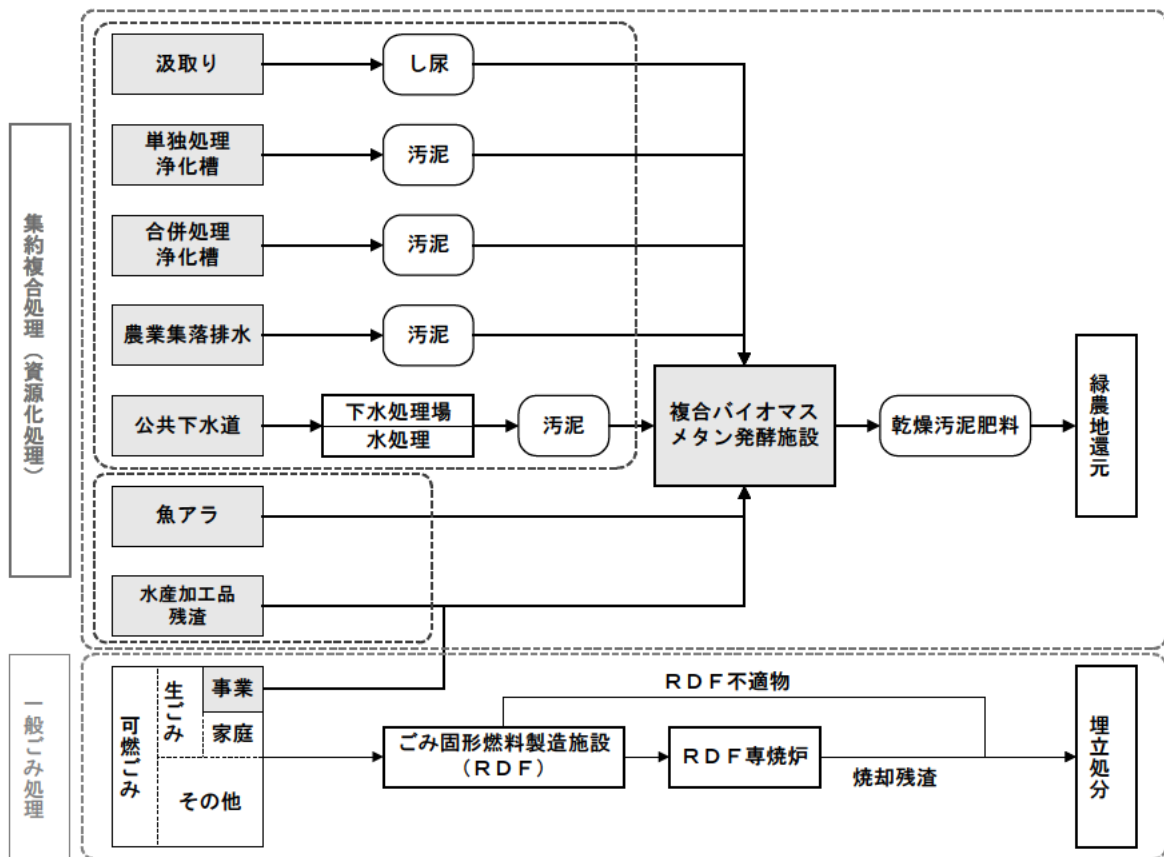 集約複合処理（資源化処理）
汲取り
し尿
単独処理
浄化槽
汚泥
合併処理
浄化槽
汚泥
農業集落排水
汚泥
公共下水道
下水処理場
水処理
汚泥
複合バイオマス
メタン発酵施設
乾燥汚泥肥料
緑農地還元
魚アラ
水産加工品
残渣
一般ごみ処理
可燃ごみ
生ごみ
事業
家庭
その他
ごみ固形燃料製造施設
（ＲＤＦ）
ＲＤＦ専焼炉
ＲＤＦ不適物
焼却残渣
埋立処分